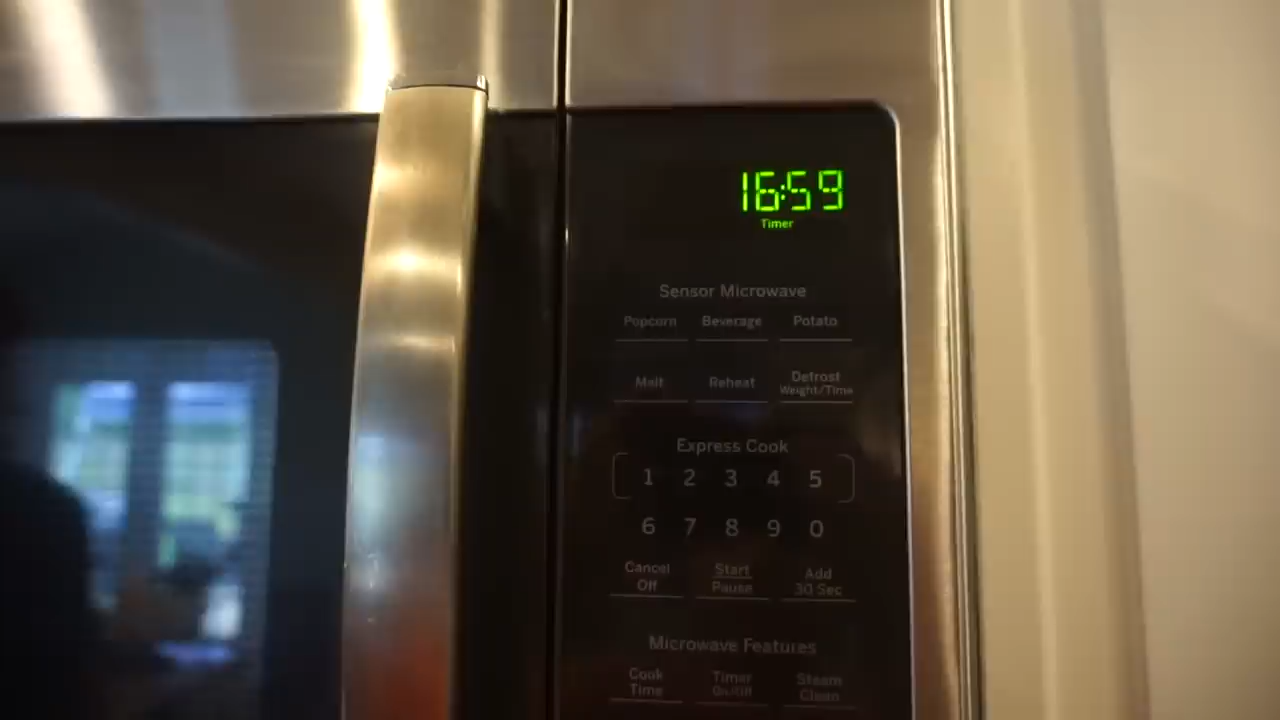 16:59
Timer
Sensor Microwave
Popcorn Beverage Potato
Melt Reheat Defrost
Weight/Time
Express Cook
1 2 3 4 5
6 7 8 9 0
Cancel Off
Start Pause
Add 30 Sec
Microwave Features
Cook Time
Timer On/Off
Steam Clean